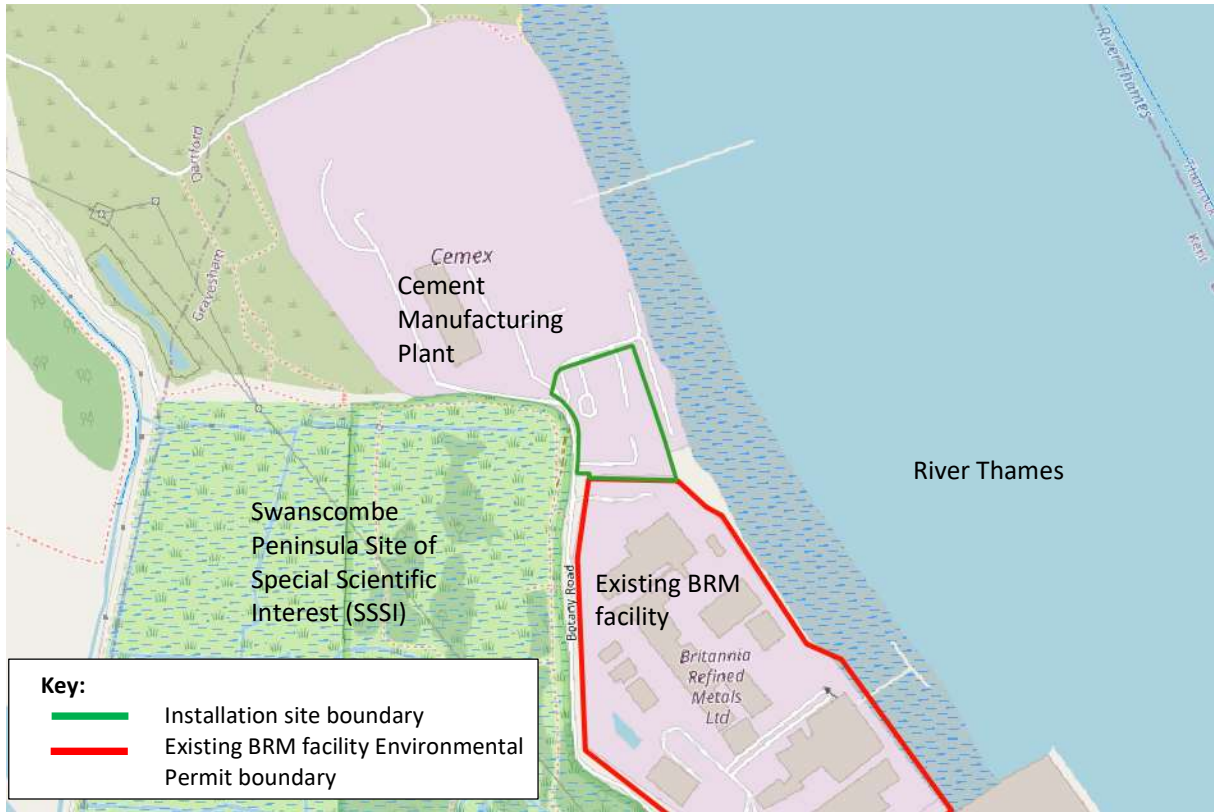 River Thames
Thurrock
Kent
Dartford
Gravesham
Cemex
Cement
Manufacturing
Plant
River Thames
Swanscombe
Peninsula Site of
Special Scientific
Interest (SSSI)
Botany Road
Existing BRM
facility
Britannia
Refined
Metals
Ltd
Key:
Installation site boundary
Existing BRM facility Environmental
Permit boundary